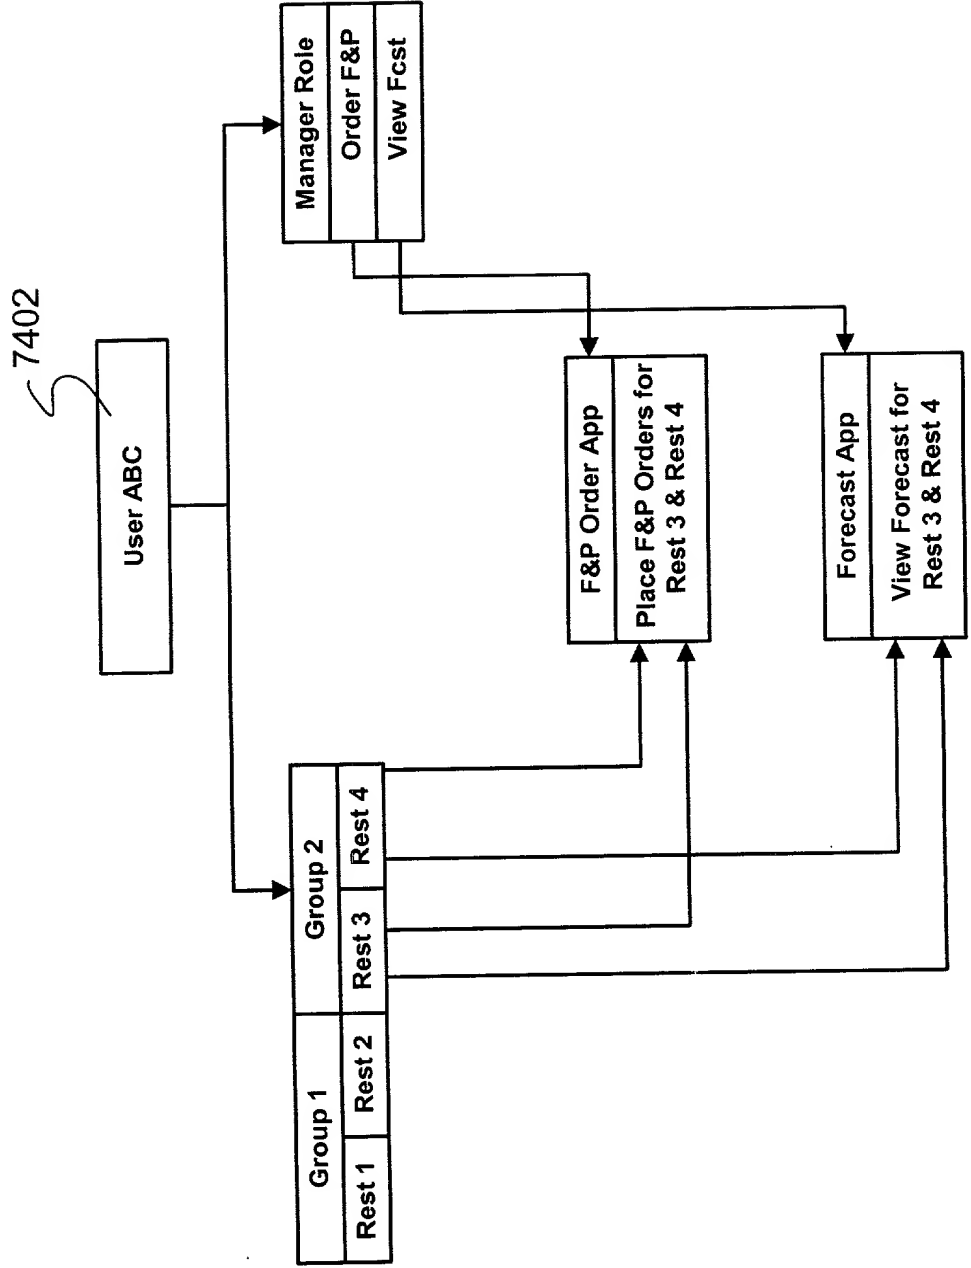 7402
User ABC
Group 1
Group 2
Rest 1
Rest 2
Rest 3
Rest 4
Manager Role
Order F&P
View Fcst
F&P Order App
Place F&P Orders for
Rest 3 & Rest 4
Forecast App
View Forecast for
Rest 3 & Rest 4